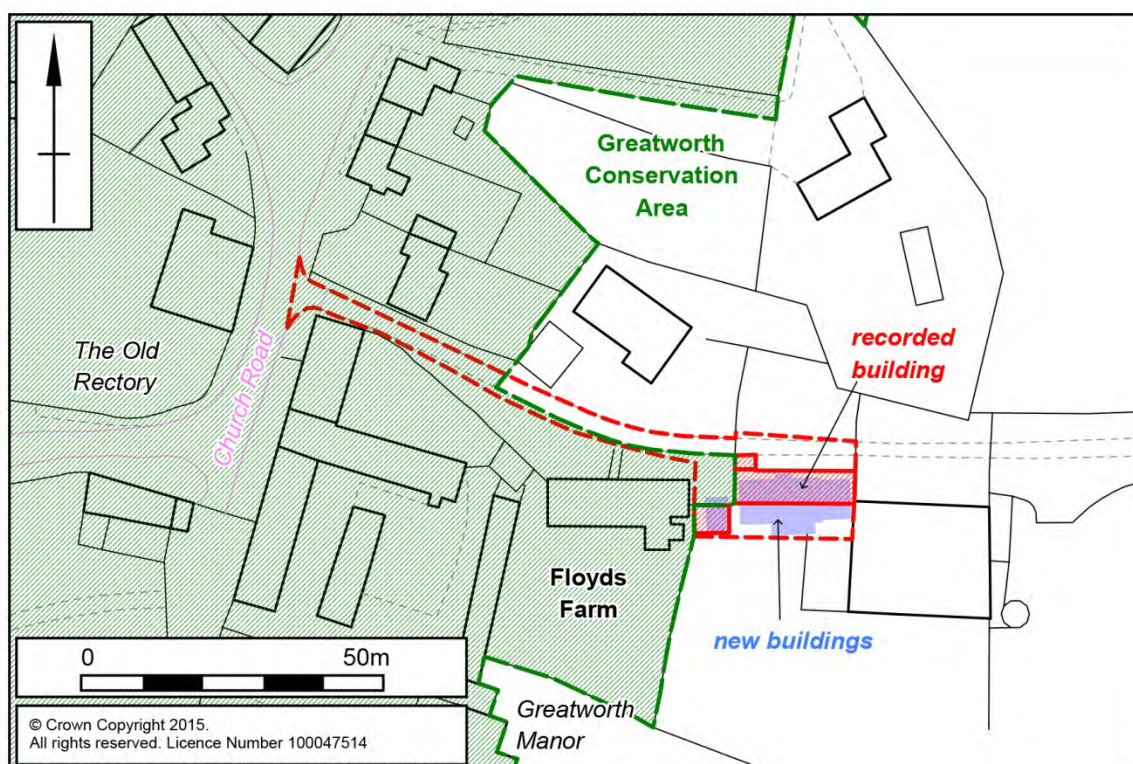 Greatworth
Conservation
Area
recorded
building
The Old
Rectory
Church Road
Floyds
Farm
new buildings
0 50m
Greatworth
Manor
© Crown Copyright 2015.
All rights reserved. Licence Number 100047514